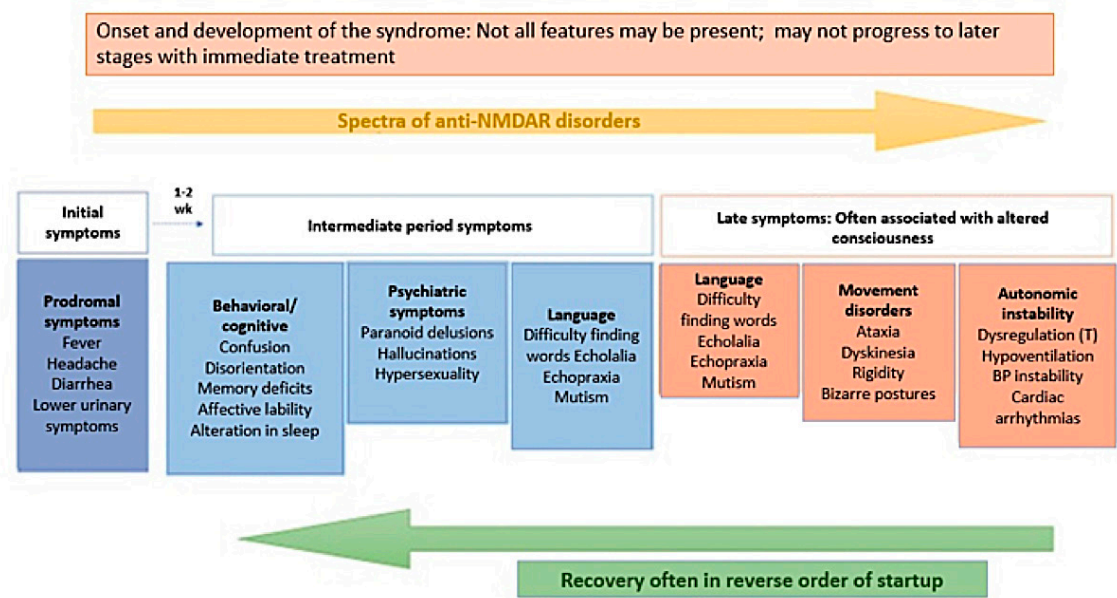 Onset and development of the syndrome: Not all features may be present;  may not progress to later
stages with immediate treatment
Spectra of anti-NMDAR disorders
Initial
symptoms
1-2
wk
Intermediate period symptoms
Late symptoms: Often associated with altered
consciousness
Prodromal
symptoms
Fever
Headache
Diarrhea
Lower urinary
symptoms
Behavioral/
cognitive
Confusion
Disorientation
Memory deficits
Affective lability
Alteration in sleep
Psychiatric
symptoms
Paranoid delusions
Hallucinations
Hypersexuality
Language
Difficulty finding
words Echolalia
Echopraxia
Mutism
Language
Difficulty
finding words
Echolalia
Echopraxia
Mutism
Movement
disorders
Ataxia
Dyskinesia
Rigidity
Bizarre postures
Autonomic
instability
Dysregulation (T)
Hypoventilation
BP instability
Cardiac
arrhythmias
Recovery often in reverse order of startup